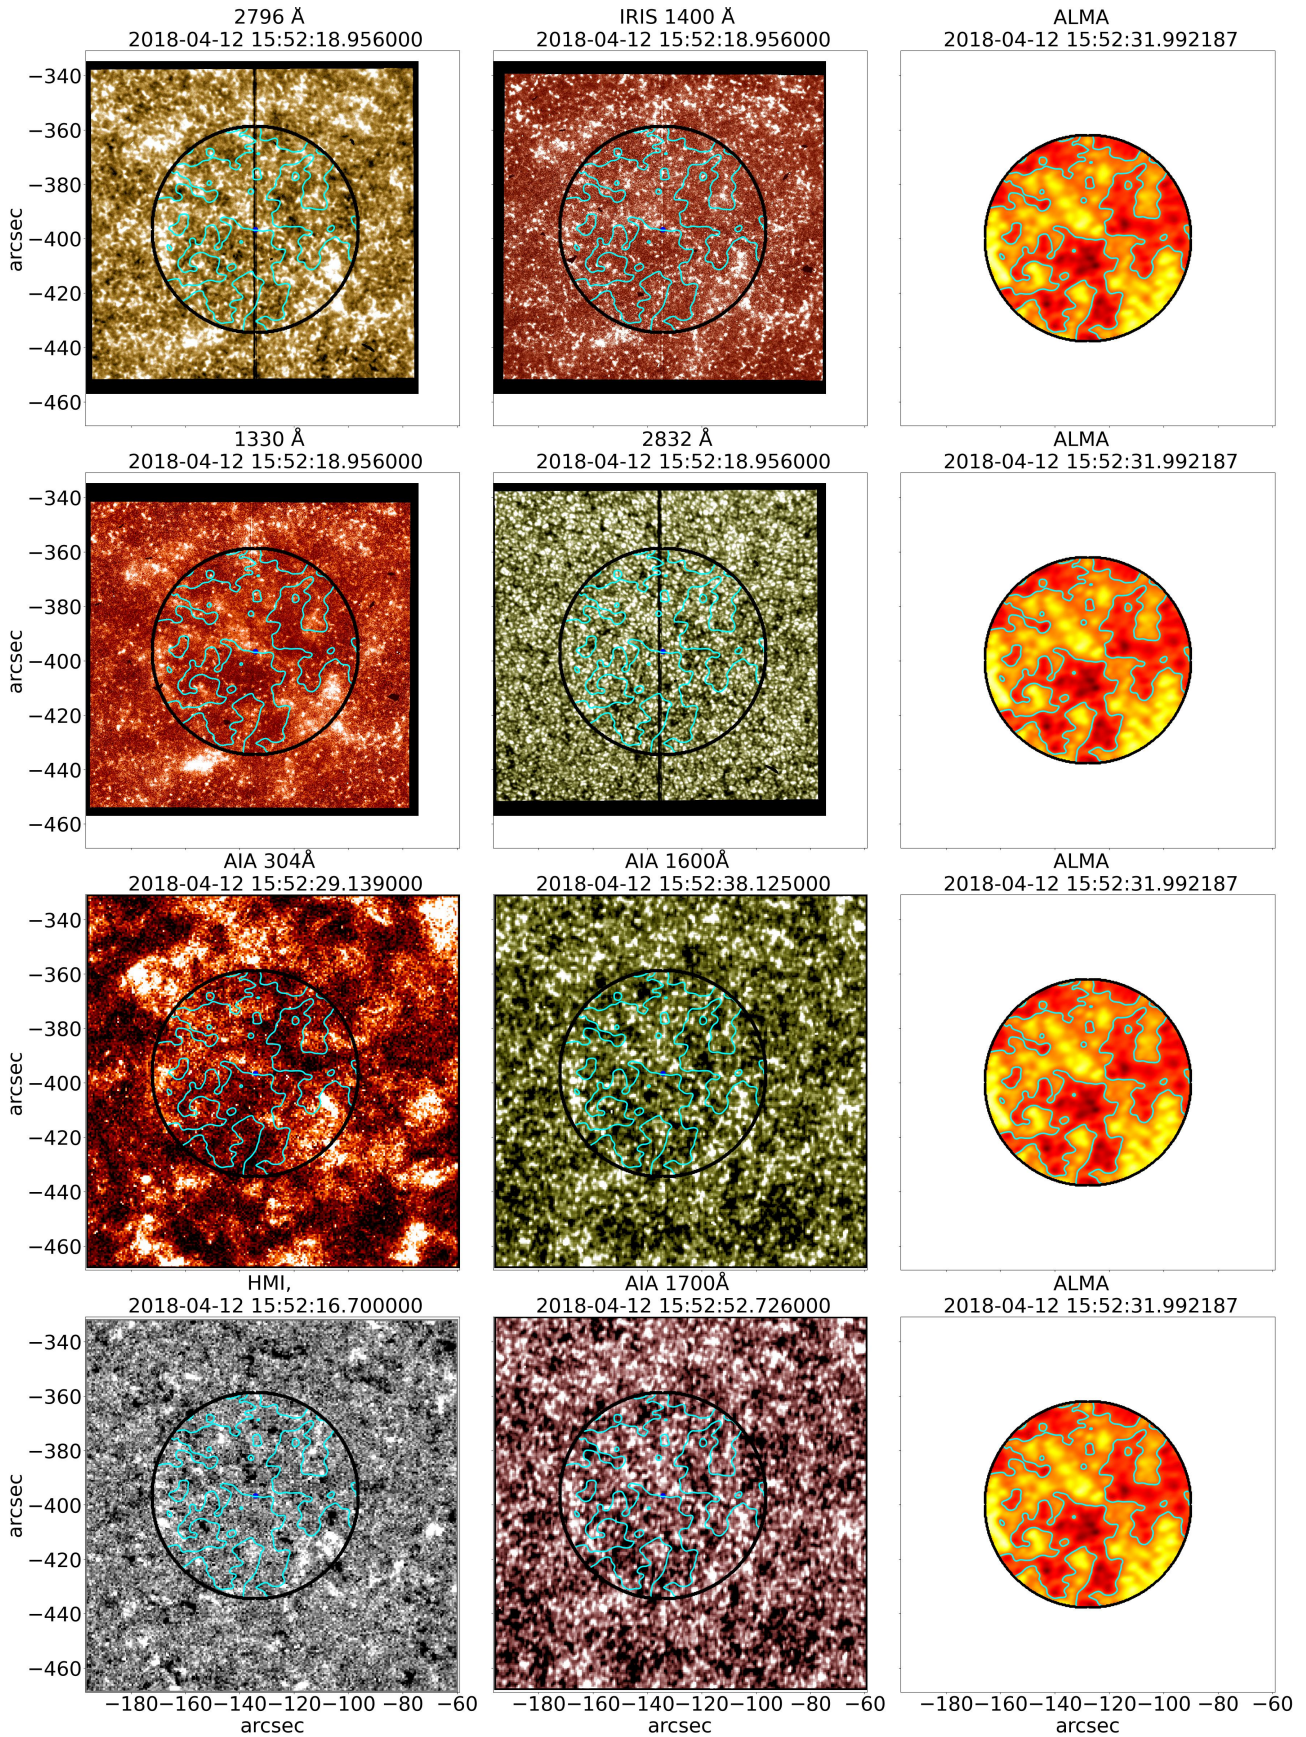 2796 Å
2018-04-12 15:52:18.956000
IRIS 1400 Å
2018-04-12 15:52:18.956000
ALMA
2018-04-12 15:52:31.992187
−340
−360
−380
−400
−420
−440
−460
arcsec
1330 Å
2018-04-12 15:52:18.956000
2832 Å
2018-04-12 15:52:18.956000
ALMA
2018-04-12 15:52:31.992187
−340
−360
−380
−400
−420
−440
−460
arcsec
AIA 304Å
2018-04-12 15:52:29.139000
AIA 1600Å
2018-04-12 15:52:38.125000
ALMA
2018-04-12 15:52:31.992187
−340
−360
−380
−400
−420
−440
−460
arcsec
HMI,
2018-04-12 15:52:16.700000
AIA 1700Å
2018-04-12 15:52:52.726000
ALMA
2018-04-12 15:52:31.992187
−340
−360
−380
−400
−420
−440
−460
arcsec
−180 −160 −140 −120 −100 −80 −60
arcsec
−180 −160 −140 −120 −100 −80 −60
arcsec
−180 −160 −140 −120 −100 −80 −60
arcsec